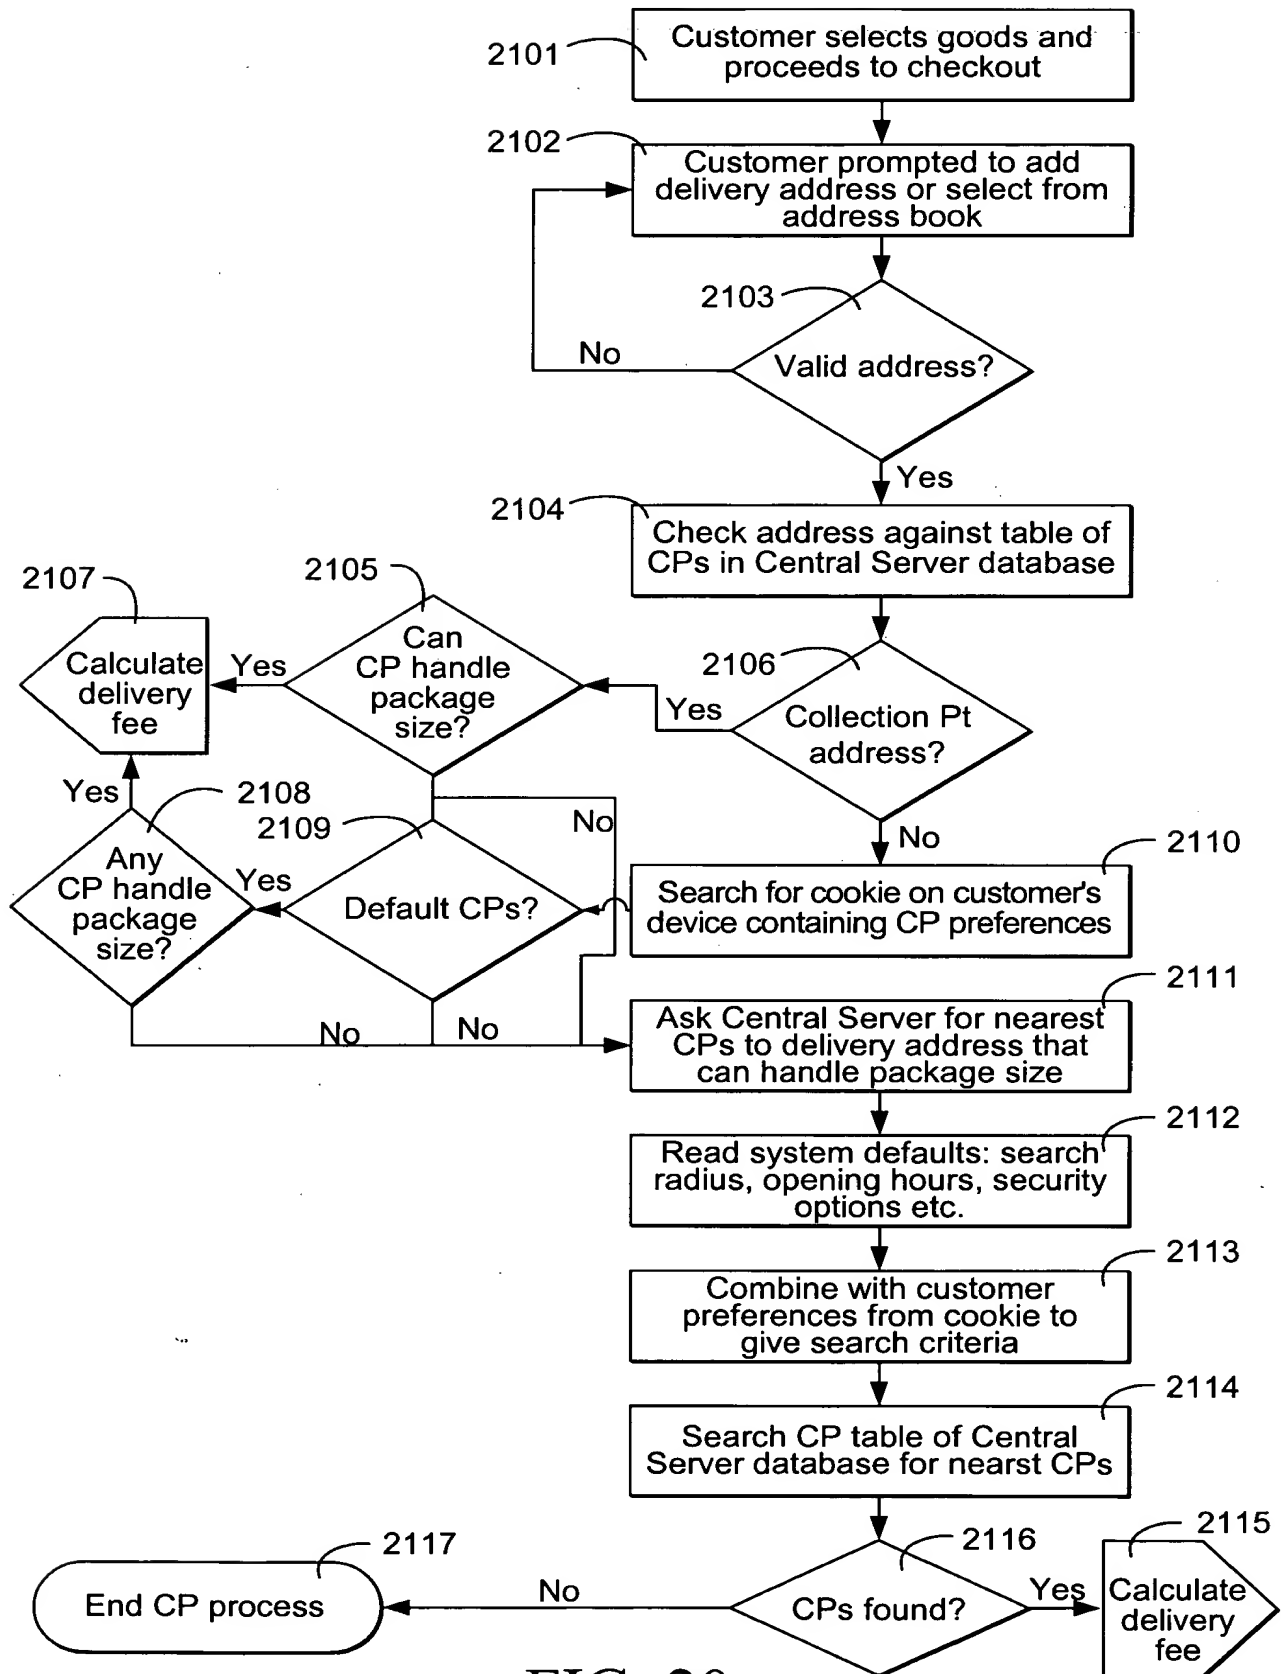 2101
Customer selects goods and
proceeds to checkout
2102
Customer prompted to add
delivery address or select from
address book
2103
Valid address?
No
Yes
2104
Check address against table of
CPs in Central Server database
2105
Can
CP handle
package
size?
2107
Calculate
delivery
fee
Yes
2106
Collection Pt
address?
Yes
No
Yes
2108
Any
CP handle
package
size?
2109
Default CPs?
Yes
No
2110
Search for cookie on customer's
device containing CP preferences
No
No
2111
Ask Central Server for nearest
CPs to delivery address that
can handle package size
2112
Read system defaults: search
radius, opening hours, security
options etc.
2113
Combine with customer
preferences from cookie to
give search criteria
2114
Search CP table of Central
Server database for nearst CPs
2116
CPs found?
No
Yes
2117
End CP process
2115
Calculate
delivery
fee